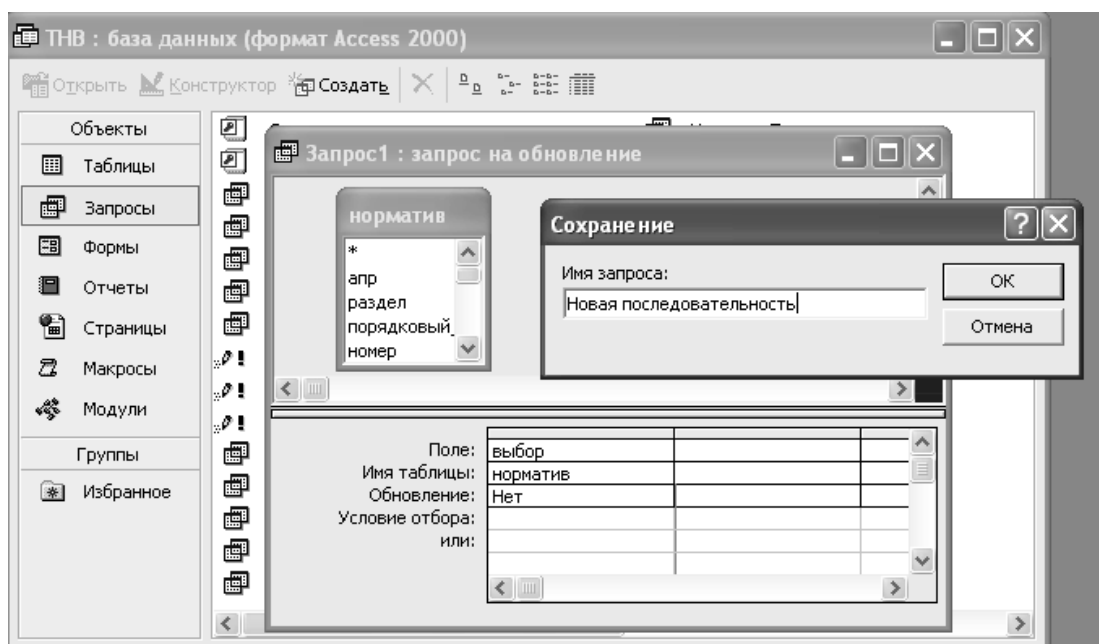 ТНВ : база данных (формат Access 2000)
Открыть Конструктор Создать
Объекты
Таблицы
Запросы
Формы
Отчеты
Страницы
Макросы
Модули
Группы
Избранное
Запрос1 : запрос на обновление
норматив
*
апр
раздел
порядковый_
номер
Сохранение
Имя запроса:
Новая последовательность
ОК
Отмена
Поле: выбор
Имя таблицы: норматив
Обновление: Нет
Условие отбора:
или: